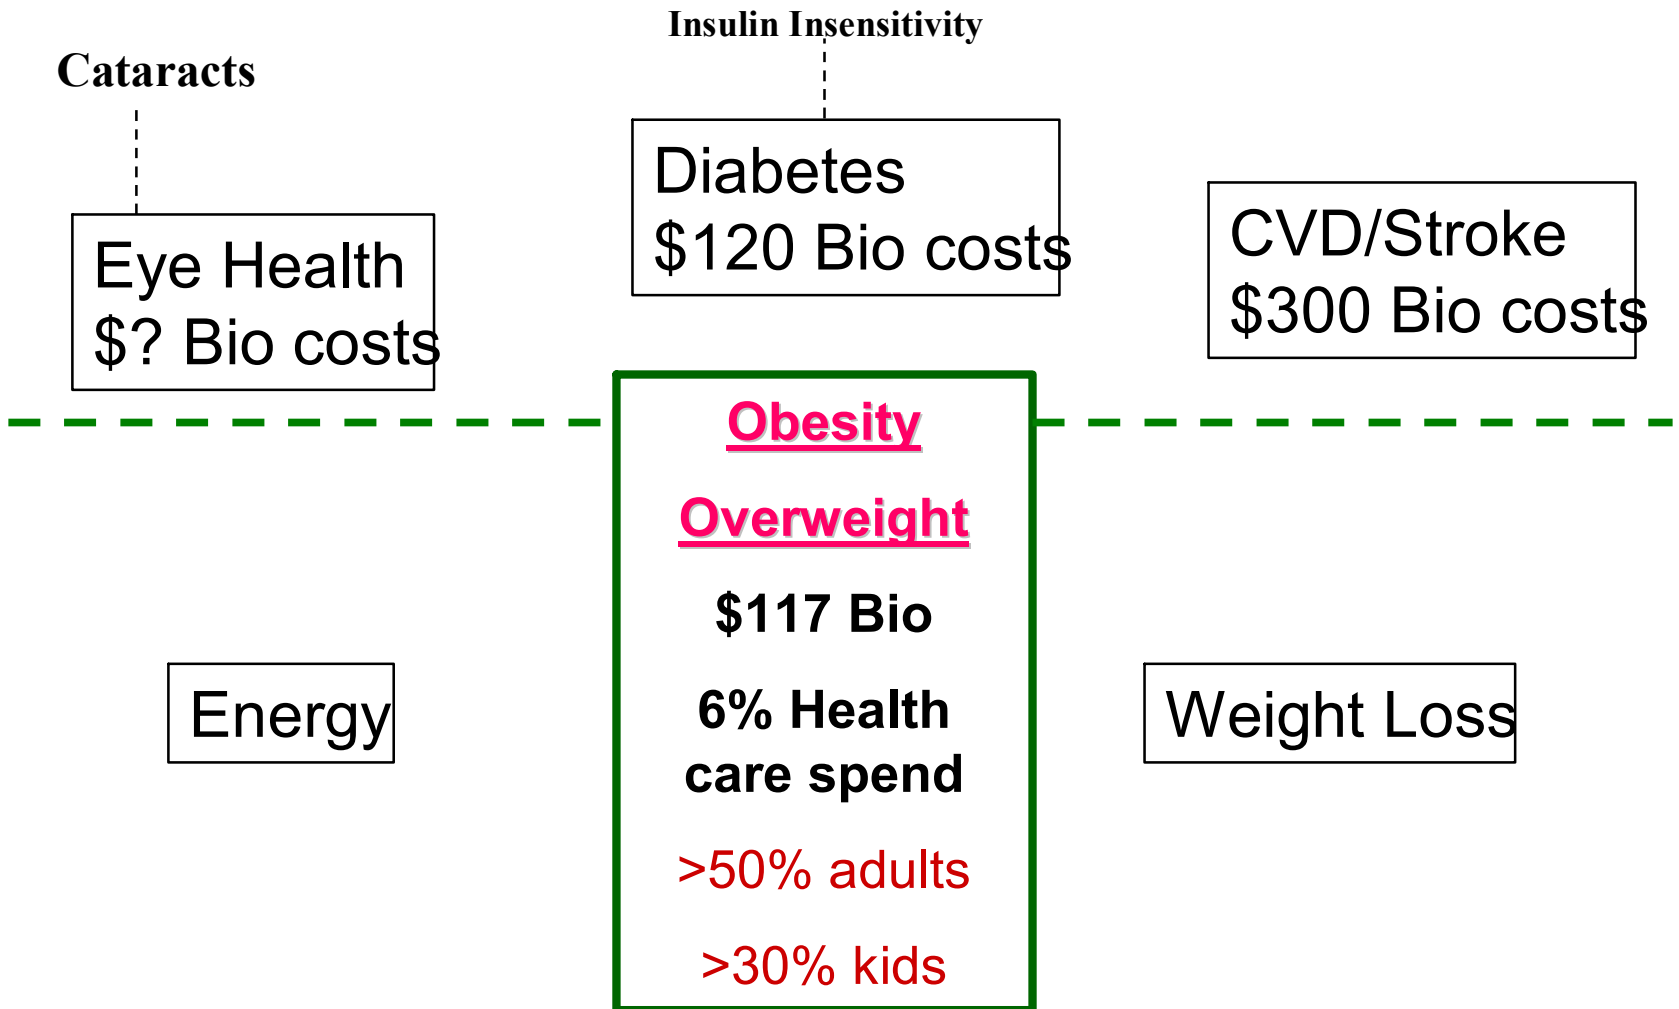 Insulin Insensitivity
Cataracts
Diabetes
$120 Bio costs
CVD/Stroke
$300 Bio costs
Eye Health
$? Bio costs
Obesity
Overweight
$117 Bio
6% Health
care spend
>50% adults
>30% kids
Energy
Weight Loss